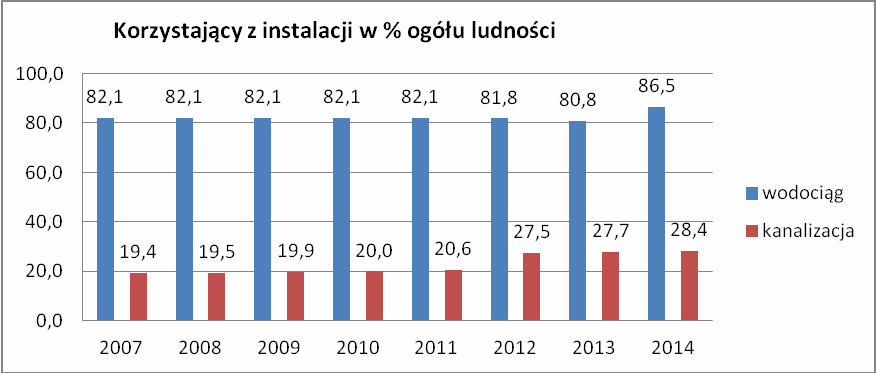 Korzystający z instalacji w % ogółu ludności
100,0
80,0
60,0
40,0
20,0
0,0
82,1 82,1 82,1 82,1 82,1 81,8 80,8 86,5
19,4 19,5 19,9 20,0 20,6 27,5 27,7 28,4
2007 2008 2009 2010 2011 2012 2013 2014
wodociąg
kanalizacja